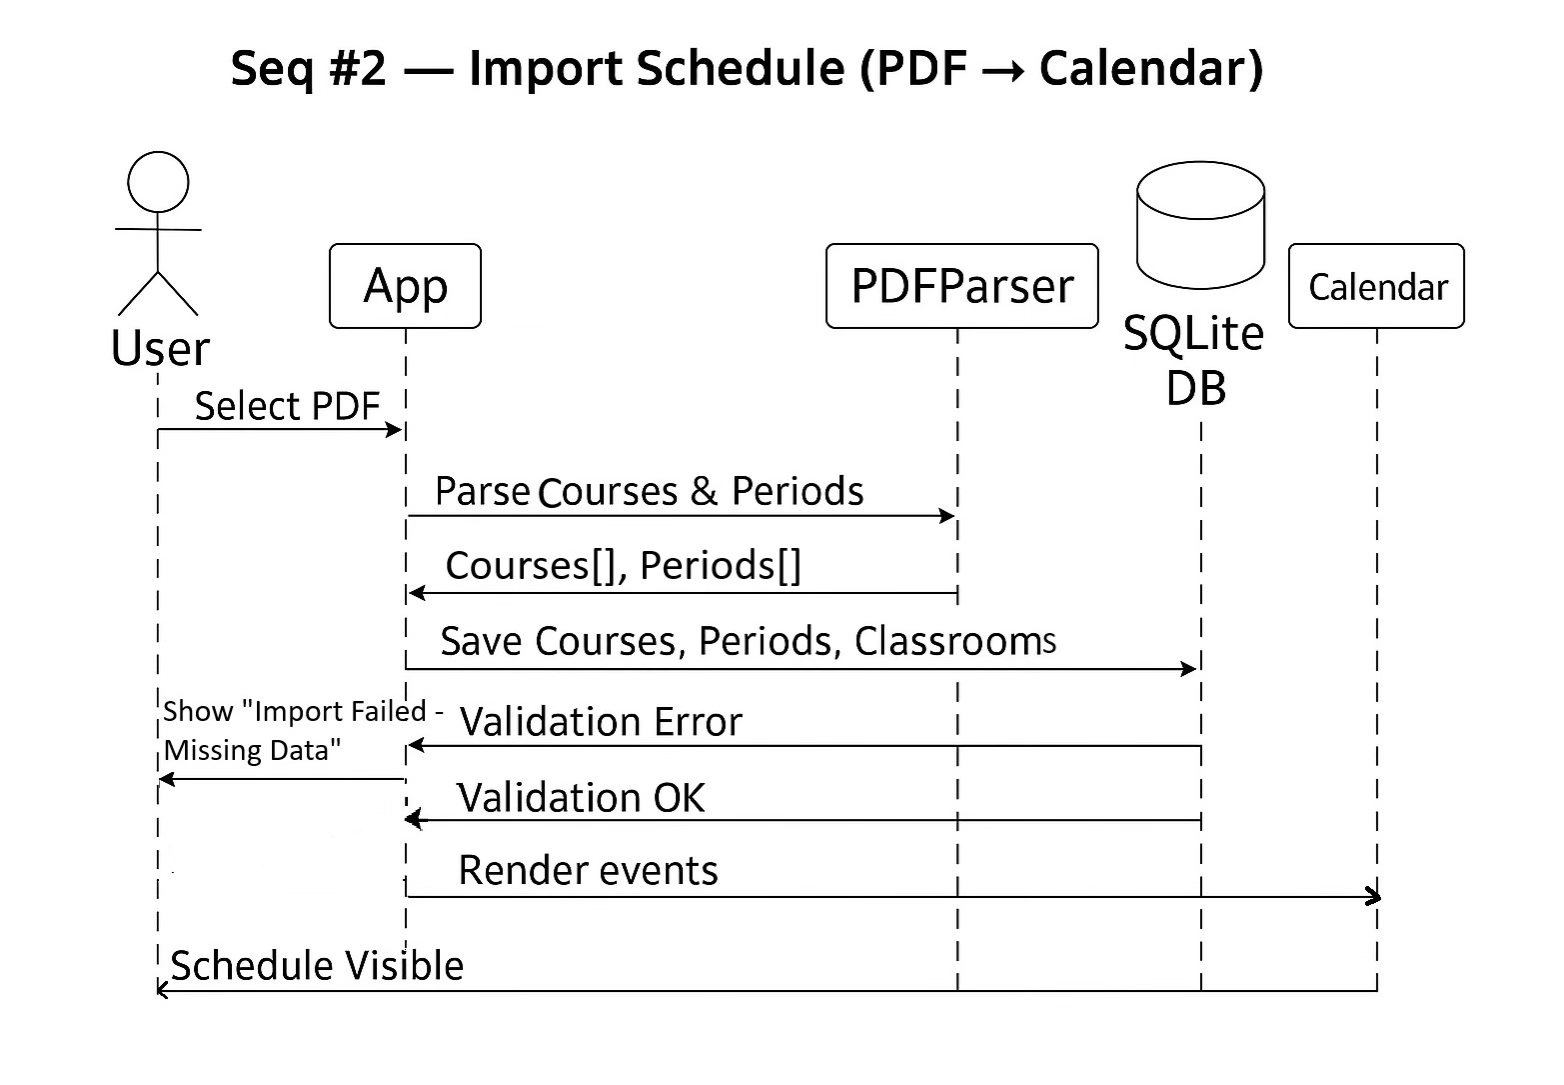 Seq #2 — Import Schedule (PDF → Calendar)
User
App
PDFParser
SQLite
DB
Calendar
Select PDF
Parse Courses & Periods
Courses[], Periods[]
Save Courses, Periods, Classrooms
Show "Import Failed -
Missing Data"
Validation Error
Validation OK
Render events
Schedule Visible